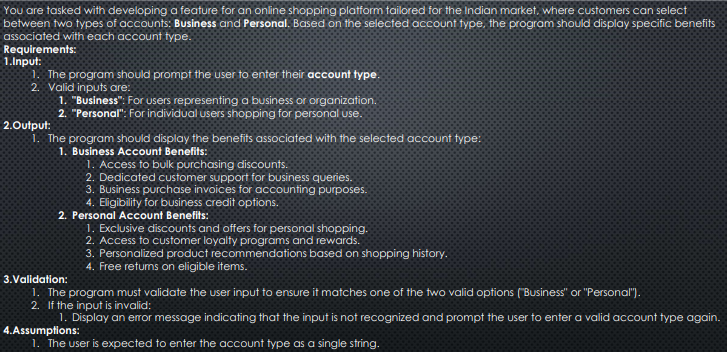 You are tasked with developing a feature for an online shopping platform tailored for the Indian market, where customers can select
between two types of accounts: Business and Personal. Based on the selected account type, the program should display specific benefits
associated with each account type.
Requirements:
1.Input:
1. The program should prompt the user to enter their account type.
2. Valid inputs are:
1. "Business": For users representing a business or organization.
2. "Personal": For individual users shopping for personal use.
2.Output:
1. The program should display the benefits associated with the selected account type:
1. Business Account Benefits:
1. Access to bulk purchasing discounts.
2. Dedicated customer support for business queries.
3. Business purchase invoices for accounting purposes.
4. Eligibility for business credit options.
2. Personal Account Benefits:
1. Exclusive discounts and offers for personal shopping.
2. Access to customer loyalty programs and rewards.
3. Personalized product recommendations based on shopping history.
4. Free returns on eligible items.
3.Validation:
1. The program must validate the user input to ensure it matches one of the two valid options ("Business" or "Personal").
2. If the input is invalid:
1. Display an error message indicating that the input is not recognized and prompt the user to enter a valid account type again.
4.Assumptions:
1. The user is expected to enter the account type as a single string.